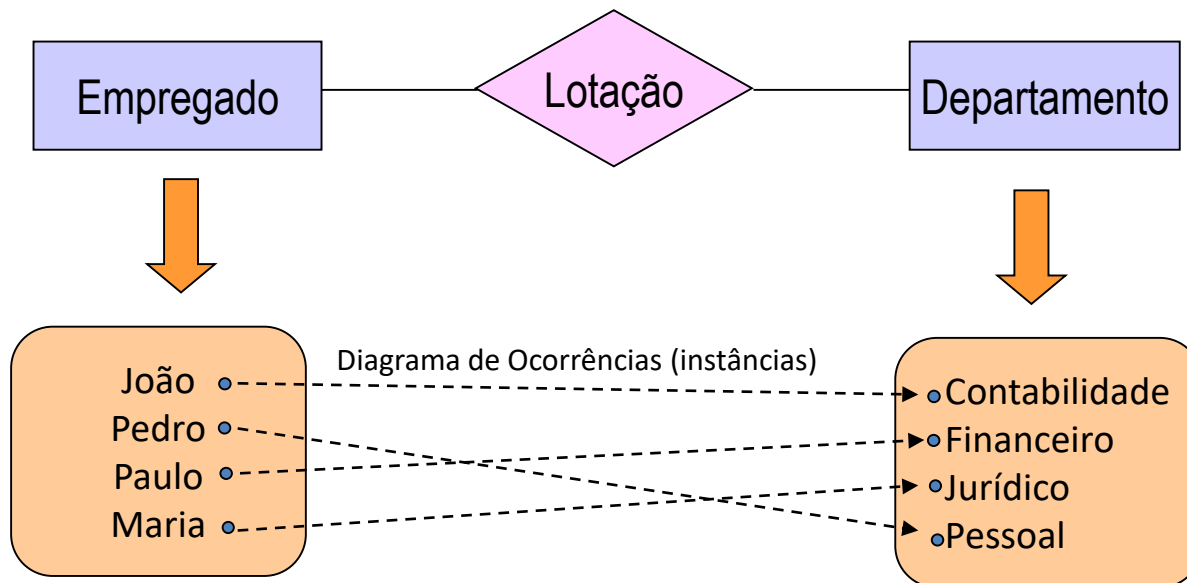 Empregado
Lotação
Departamento
Diagrama de Ocorrências (instâncias)
João
Pedro
Paulo
Maria
Contabilidade
Financeiro
Jurídico
Pessoal